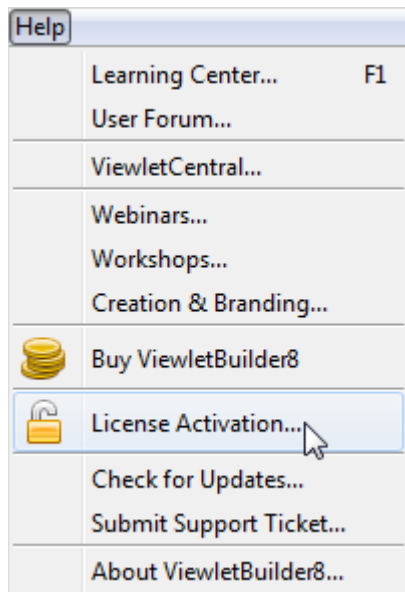 Help
Learning Center... F1
User Forum...
ViewletCentral...
Webinars...
Workshops...
Creation & Branding...
Buy ViewletBuilder8
License Activation...
Check for Updates...
Submit Support Ticket...
About ViewletBuilder8...